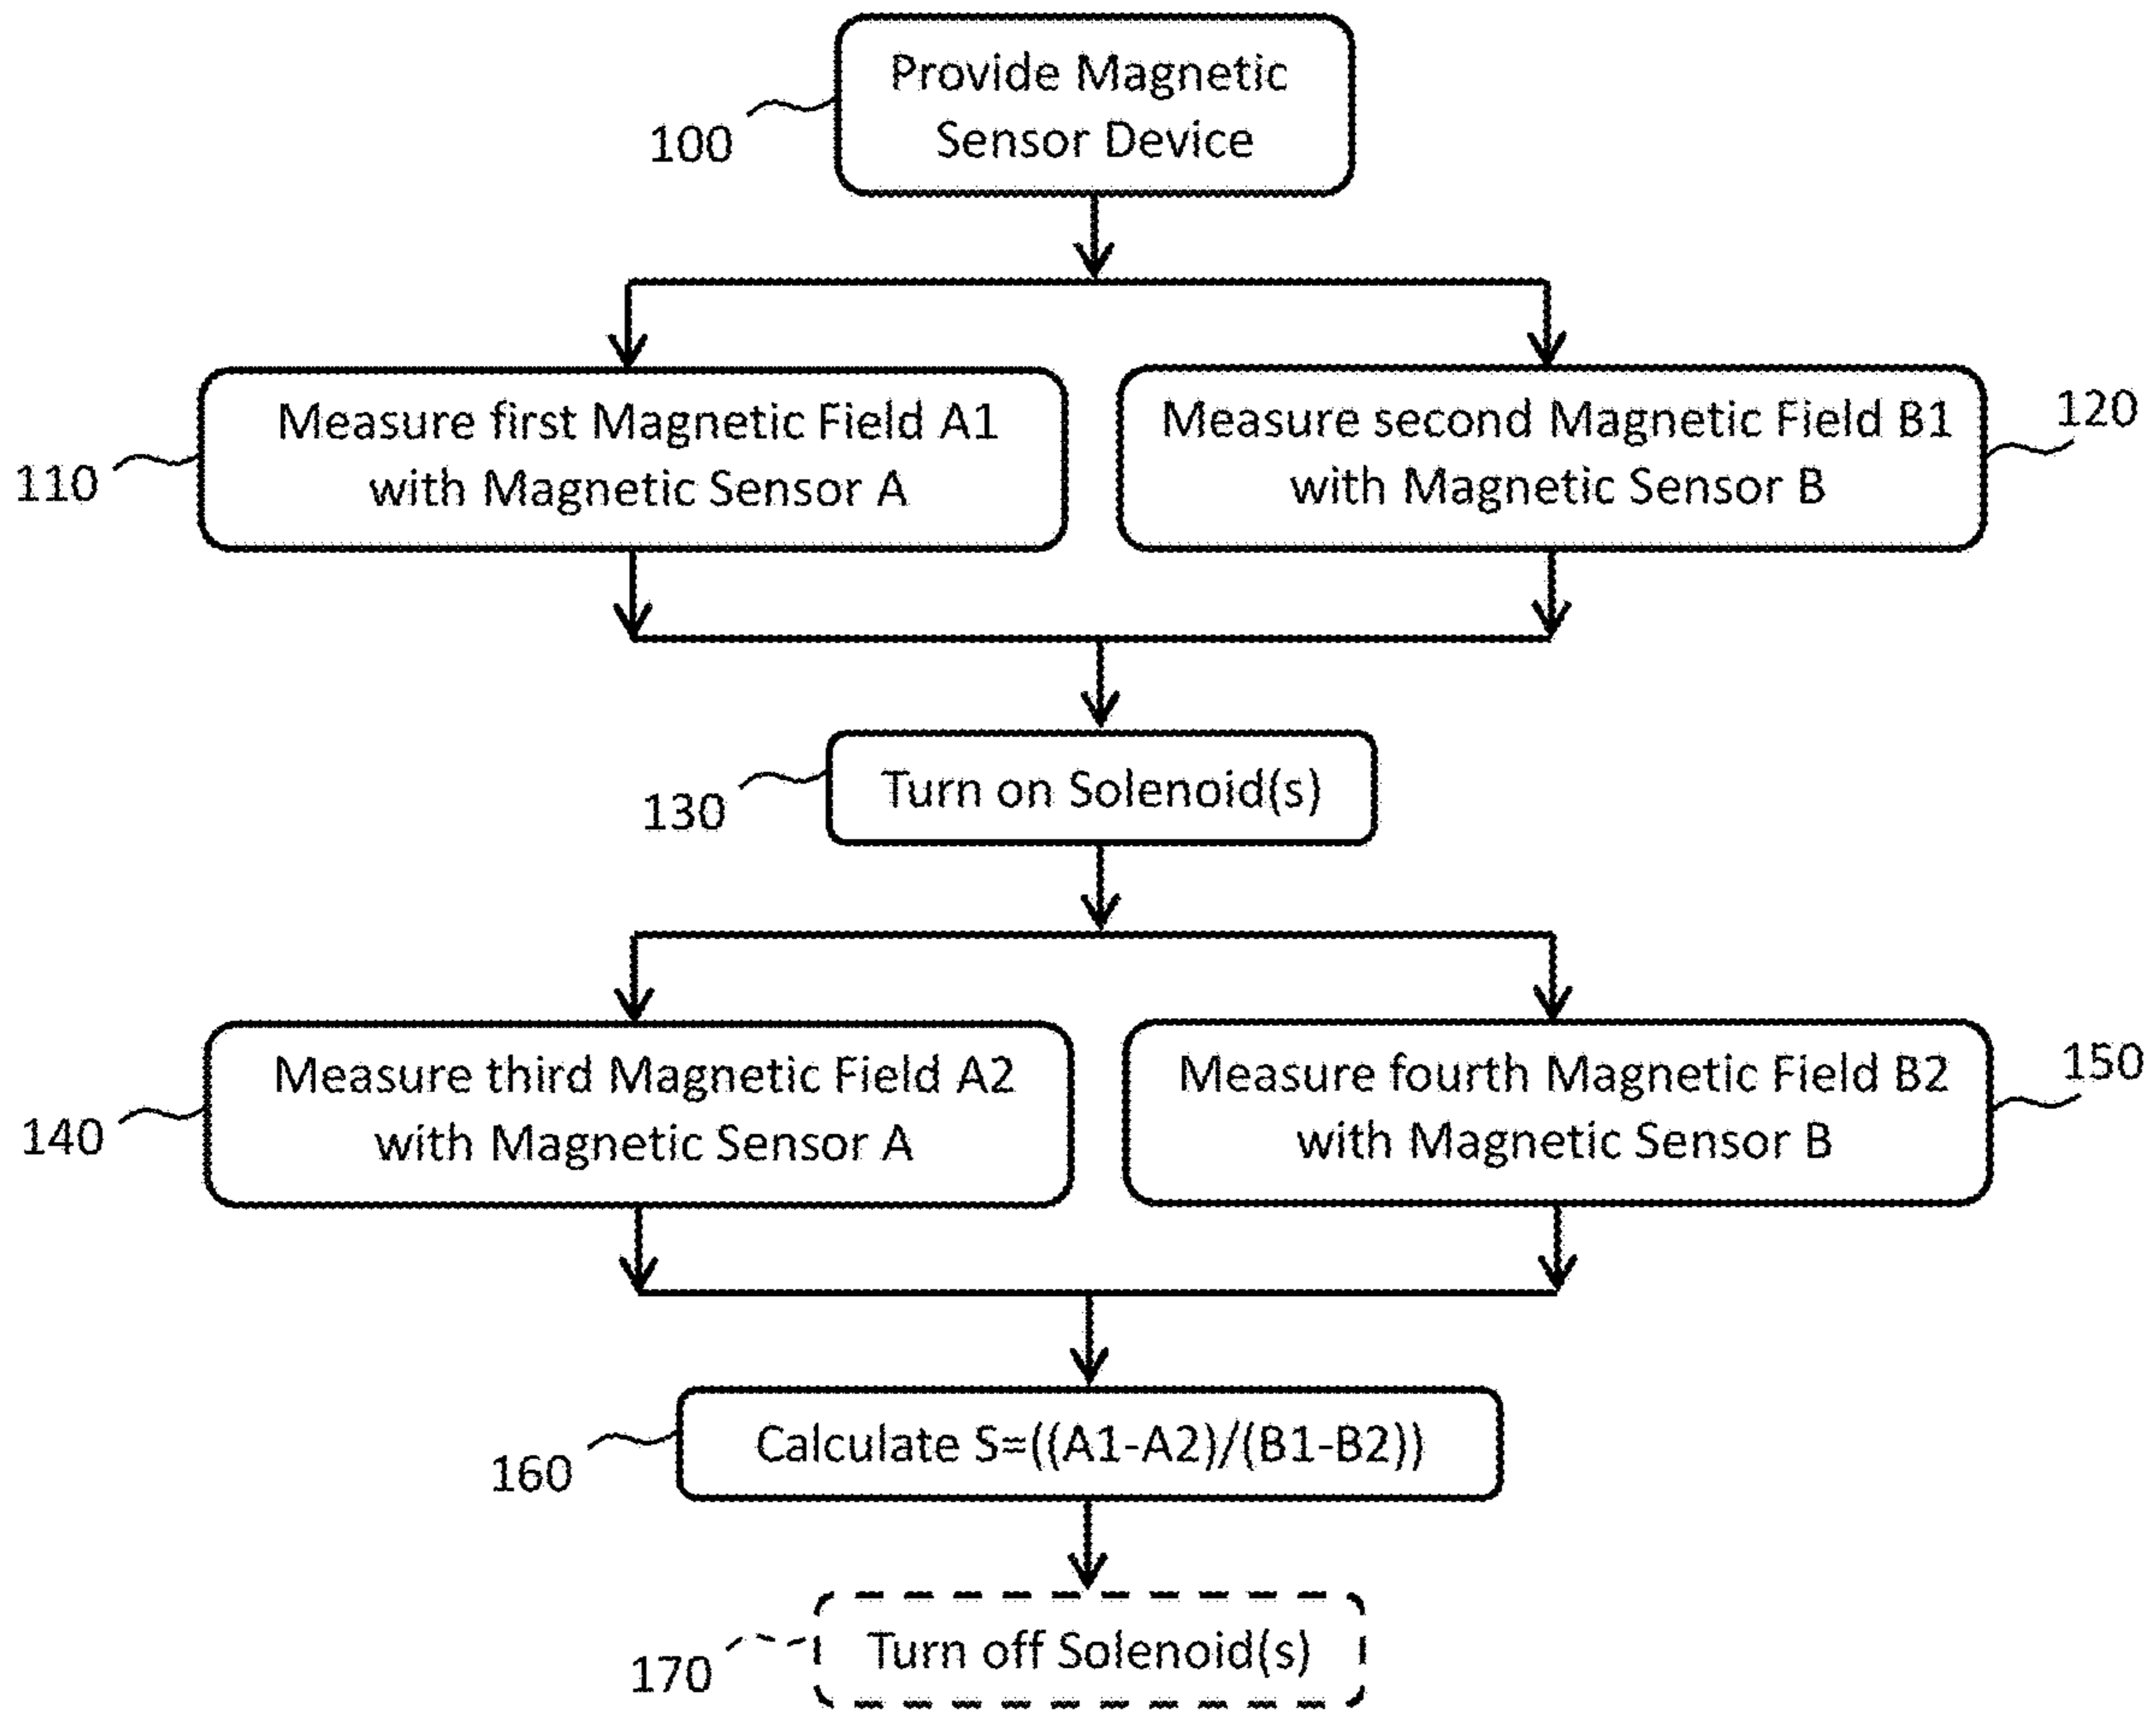 Provide Magnetic
Sensor Device
100
Measure first Magnetic Field A1
with Magnetic Sensor A
110
Measure second Magnetic Field B1
with Magnetic Sensor B
120
Turn on Solenoid(s)
130
Measure third Magnetic Field A2
with Magnetic Sensor A
140
Measure fourth Magnetic Field B2
with Magnetic Sensor B
150
Calculate S=((A1-A2)/(B1-B2))
160
Turn off Solenoid(s)
170